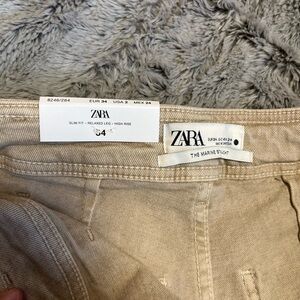 8246/284 EUR 34 USA 2 MEX 24
ZARA
SLIM FIT - RELAXED LEG - HIGH RISE
34
ZARA
THE MARINE STRAIGHT